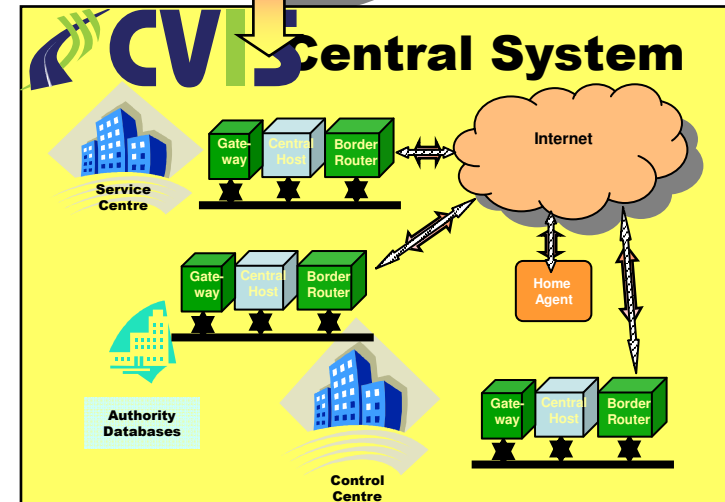 CVIS Central System
Internet
Gate-
way
Central
Host
Border
Router
Service
Centre
Gate-
way
Central
Host
Border
Router
Home
Agent
Authority
Databases
Gate-
way
Central
Host
Border
Router
Control
Centre